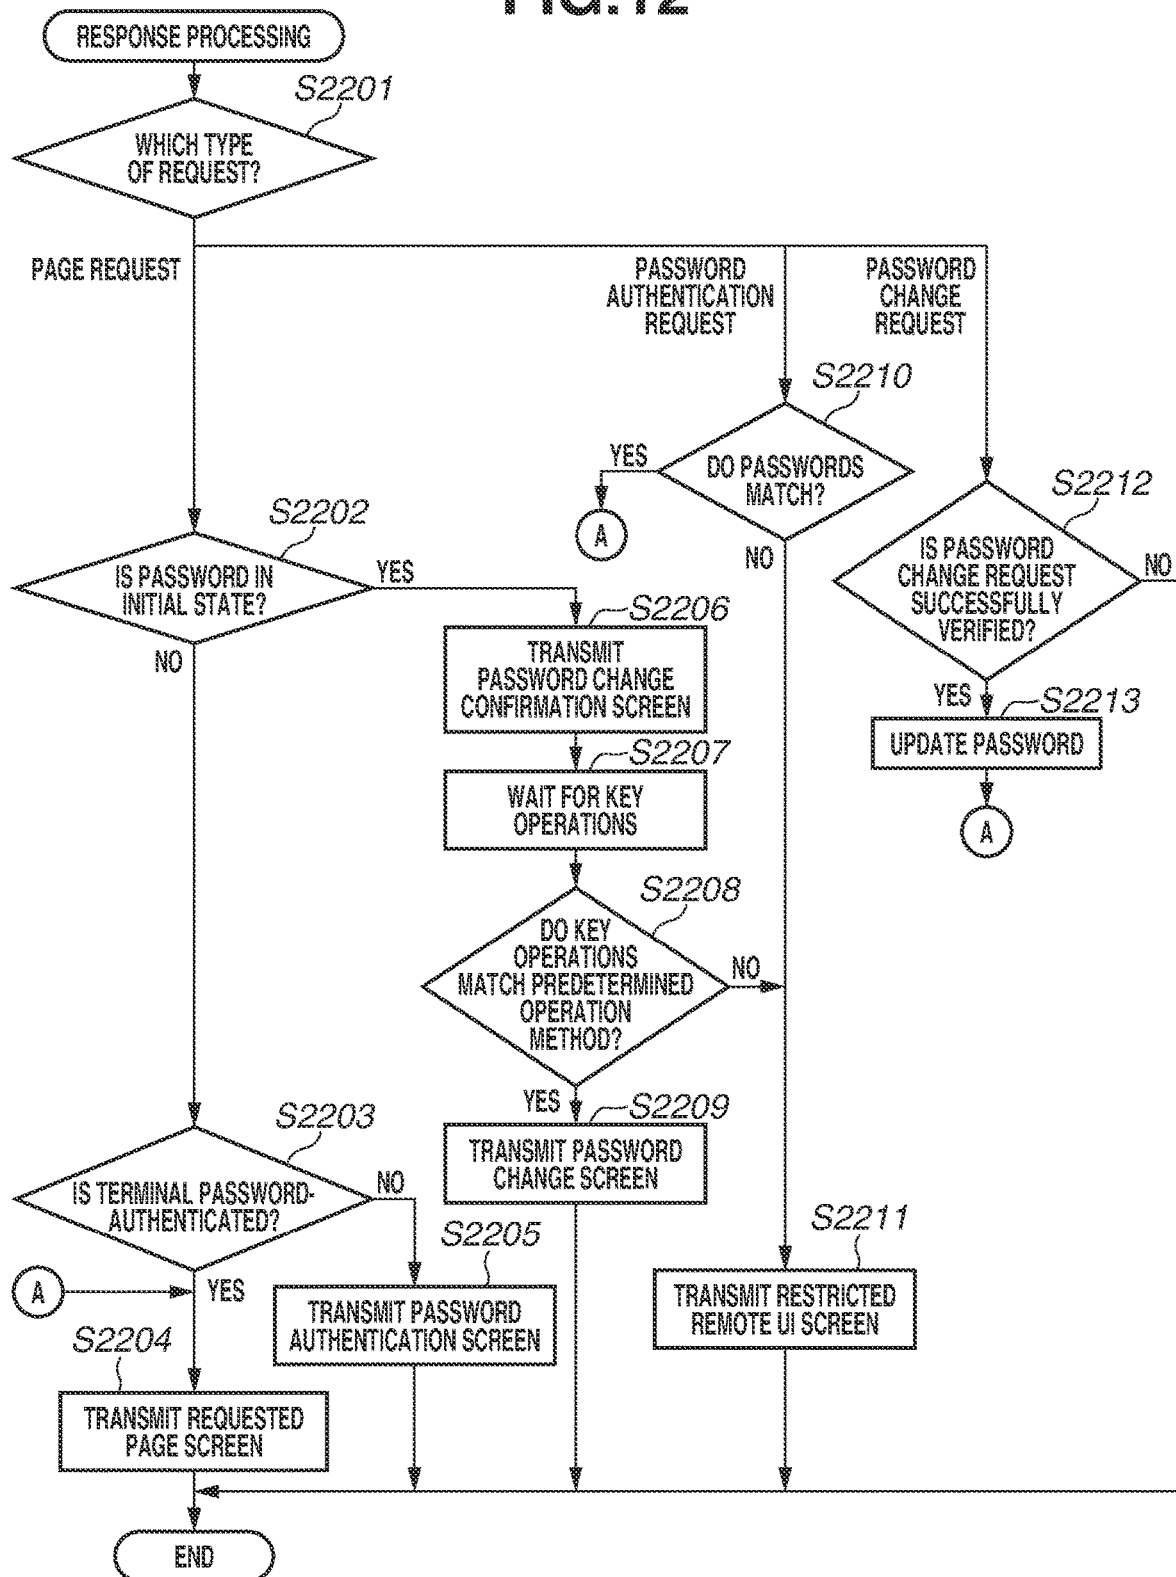 FIG.12
RESPONSE PROCESSING
S2201
WHICH TYPE
OF REQUEST?
PAGE REQUEST
PASSWORD
AUTHENTICATION
REQUEST
PASSWORD
CHANGE
REQUEST
S2210
YES
DO PASSWORDS
MATCH?
A
NO
S2212
IS PASSWORD
CHANGE REQUEST
SUCCESSFULLY
VERIFIED?
NO
YES
S2213
UPDATE PASSWORD
A
S2202
IS PASSWORD IN
INITIAL STATE?
YES
NO
S2206
TRANSMIT
PASSWORD CHANGE
CONFIRMATION SCREEN
S2207
WAIT FOR KEY
OPERATIONS
S2208
DO KEY
OPERATIONS
MATCH PREDETERMINED
OPERATION
METHOD?
NO
YES
S2209
TRANSMIT PASSWORD
CHANGE SCREEN
S2203
IS TERMINAL PASSWORD-
AUTHENTICATED?
NO
S2205
TRANSMIT PASSWORD
AUTHENTICATION SCREEN
S2211
TRANSMIT RESTRICTED
REMOTE UI SCREEN
A
YES
S2204
TRANSMIT REQUESTED
PAGE SCREEN
END